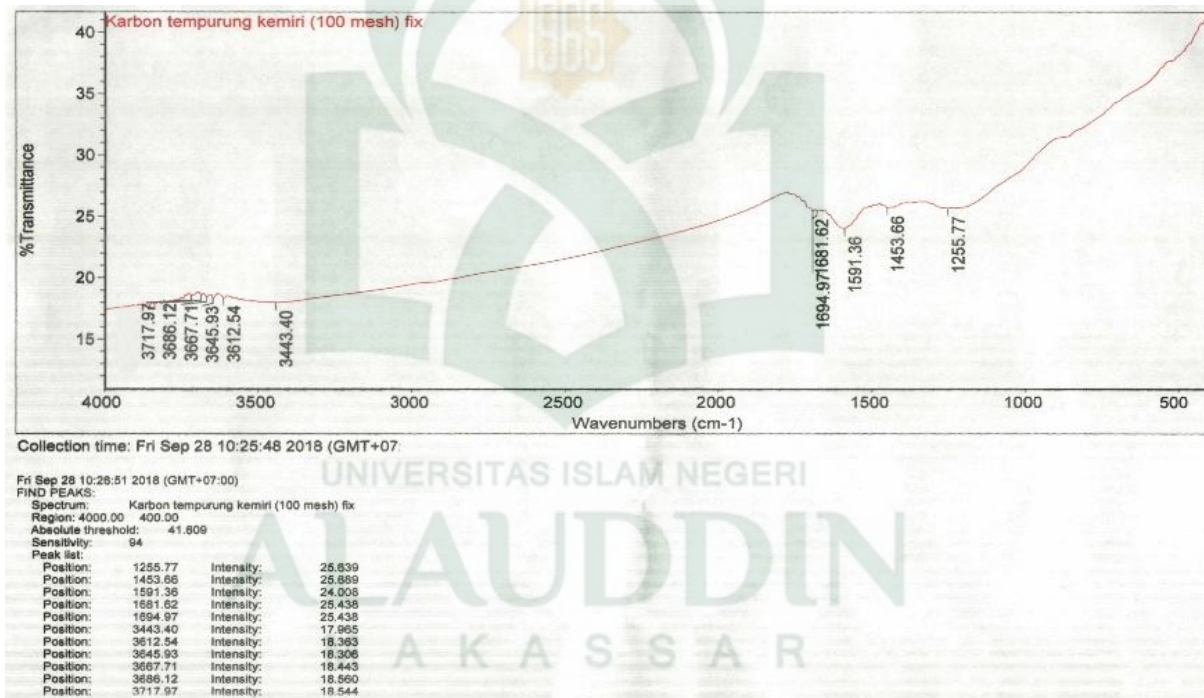 Karbon tempurung kemiri (100 mesh) fix
1985
%Transmittance
40
35
30
25
20
15
3717.97
3686.12
3667.71
3645.93
3612.54
3443.40
1694.97
1681.62
1591.36
1453.66
1255.77
4000 3500 3000 2500 2000 1500 1000 500
Wavenumbers (cm-1)
Collection time: Fri Sep 28 10:25:48 2018 (GMT+07
UNIVERSITAS ISLAM NEGERI
ALAUDDIN
AKASSAR
Fri Sep 28 10:26:51 2018 (GMT+07:00)
FIND PEAKS:
Spectrum: Karbon tempurung kemiri (100 mesh) fix
Region: 4000.00 400.00
Absolute threshold: 41.609
Sensitivity: 94
Peak list:
Position: 1255.77 Intensity: 25.639
Position: 1453.66 Intensity: 25.669
Position: 1591.36 Intensity: 24.008
Position: 1681.62 Intensity: 25.438
Position: 1694.97 Intensity: 25.438
Position: 3443.40 Intensity: 17.965
Position: 3612.54 Intensity: 18.363
Position: 3645.93 Intensity: 18.306
Position: 3667.71 Intensity: 18.443
Position: 3686.12 Intensity: 18.560
Position: 3717.97 Intensity: 18.544